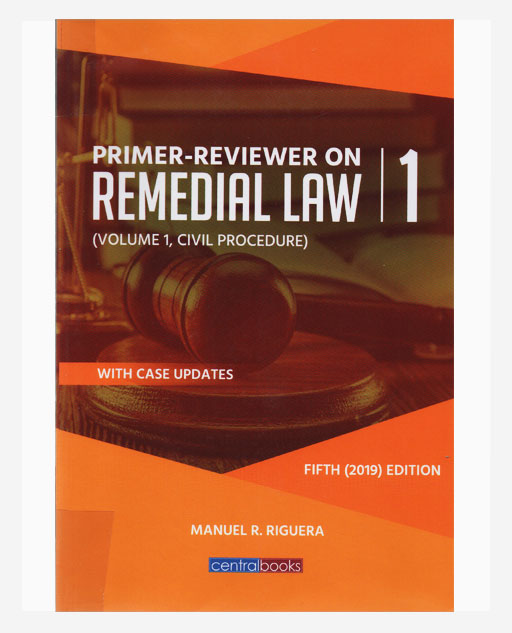 PRIMER-REVIEWER ON
REMEDIAL LAW | 1
(VOLUME 1, CIVIL PROCEDURE)
WITH CASE UPDATES
FIFTH (2019) EDITION
MANUEL R. RIGUERA
centralbooks